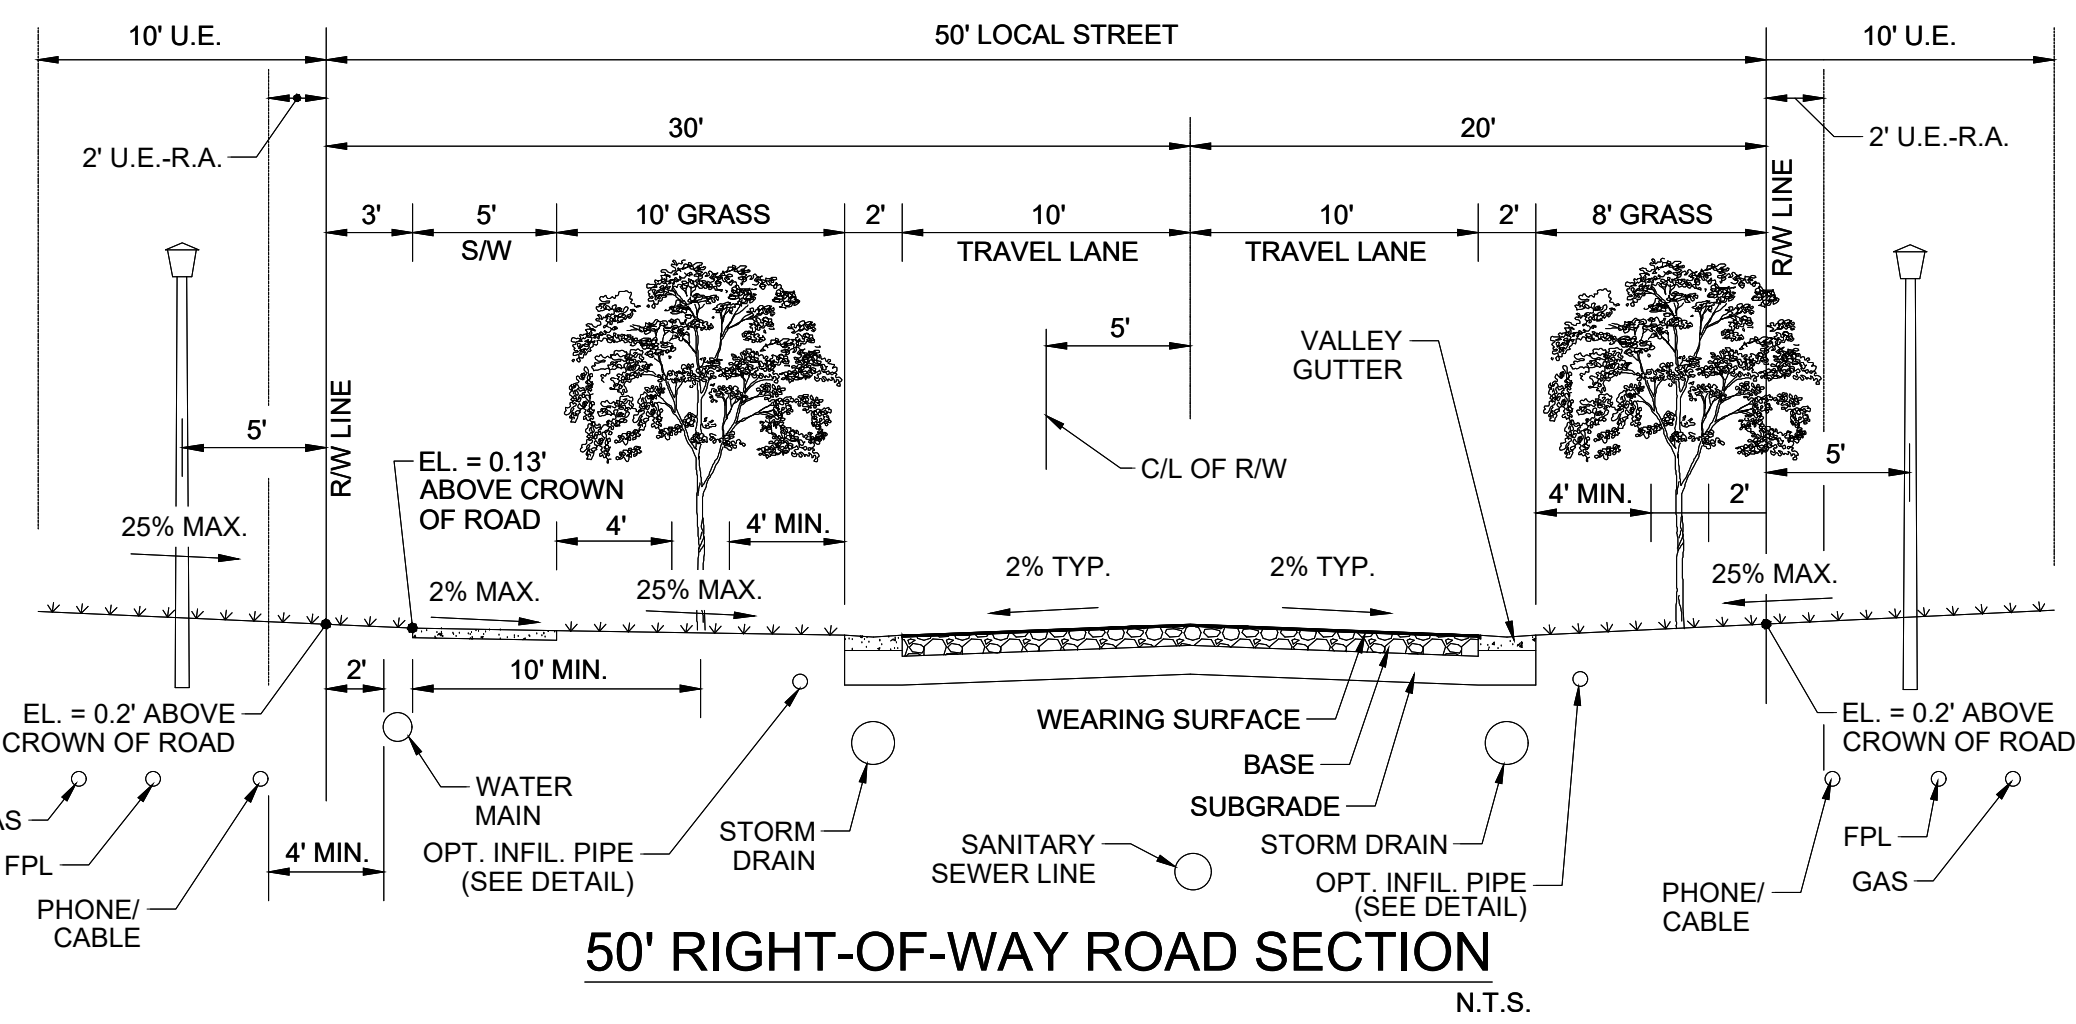 10' U.E.
50' LOCAL STREET
10' U.E.
2' U.E.-R.A.
30'
20'
2' U.E.-R.A.
3'
5'
S/W
10' GRASS
2'
10'
TRAVEL LANE
10'
TRAVEL LANE
2'
8' GRASS
R/W LINE
5'
VALLEY
GUTTER
R/W LINE
5'
EL. = 0.13'
ABOVE CROWN
OF ROAD
C/L OF R/W
5'
4' MIN.
2'
25% MAX.
4'
4' MIN.
2% MAX.
25% MAX.
2% TYP.
2% TYP.
25% MAX.
2'
10' MIN.
EL. = 0.2' ABOVE
CROWN OF ROAD
WEARING SURFACE
EL. = 0.2' ABOVE
CROWN OF ROAD
BASE
SUBGRADE
WATER
MAIN
AS
FPL
4' MIN.
OPT. INFIL. PIPE
(SEE DETAIL)
STORM
DRAIN
SANITARY
SEWER LINE
STORM DRAIN
OPT. INFIL. PIPE
(SEE DETAIL)
FPL
GAS
PHONE/
CABLE
PHONE/
CABLE
50' RIGHT-OF-WAY ROAD SECTION
N.T.S.